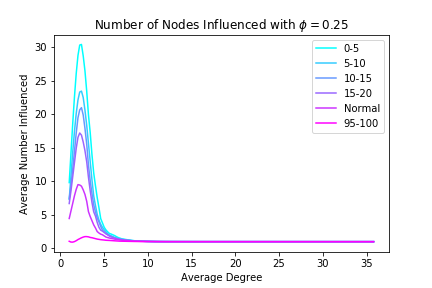 Number of Nodes Influenced with ϕ = 0.25
Average Number Influenced
30
25
20
15
10
5
0
0-5
5-10
10-15
15-20
Normal
95-100
0 5 10 15 20 25 30 35
Average Degree